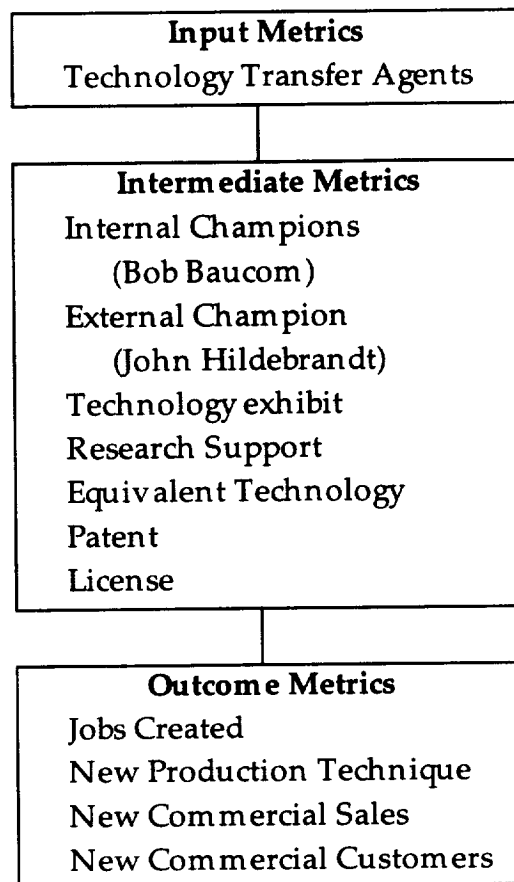 Input Metrics
Technology Transfer Agents
Intermediate Metrics
Internal Champions
(Bob Baucom)
External Champion
(John Hildebrandt)
Technology exhibit
Research Support
Equivalent Technology
Patent
License
Outcome Metrics
Jobs Created
New Production Technique
New Commercial Sales
New Commercial Customers